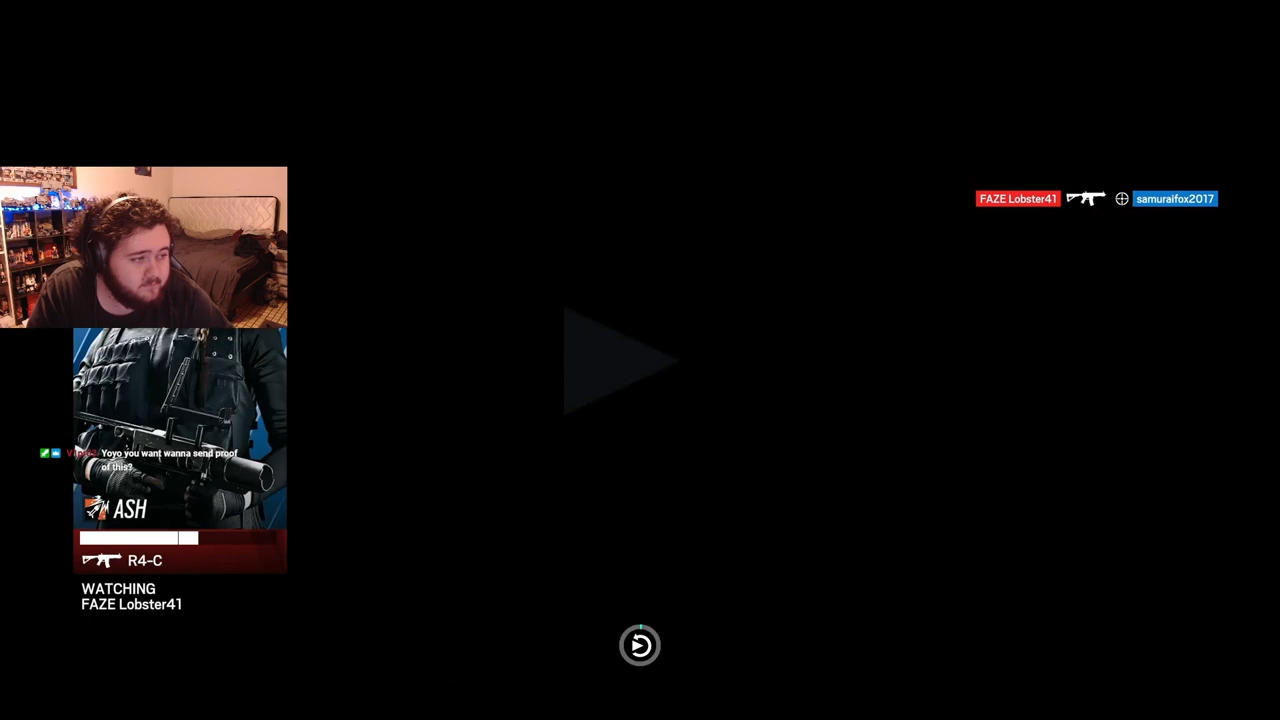 FAZE Lobster41 samuraifox2017
Yoyo you want wanna send proof
of this?
ASH
R4-C
WATCHING
FAZE Lobster41